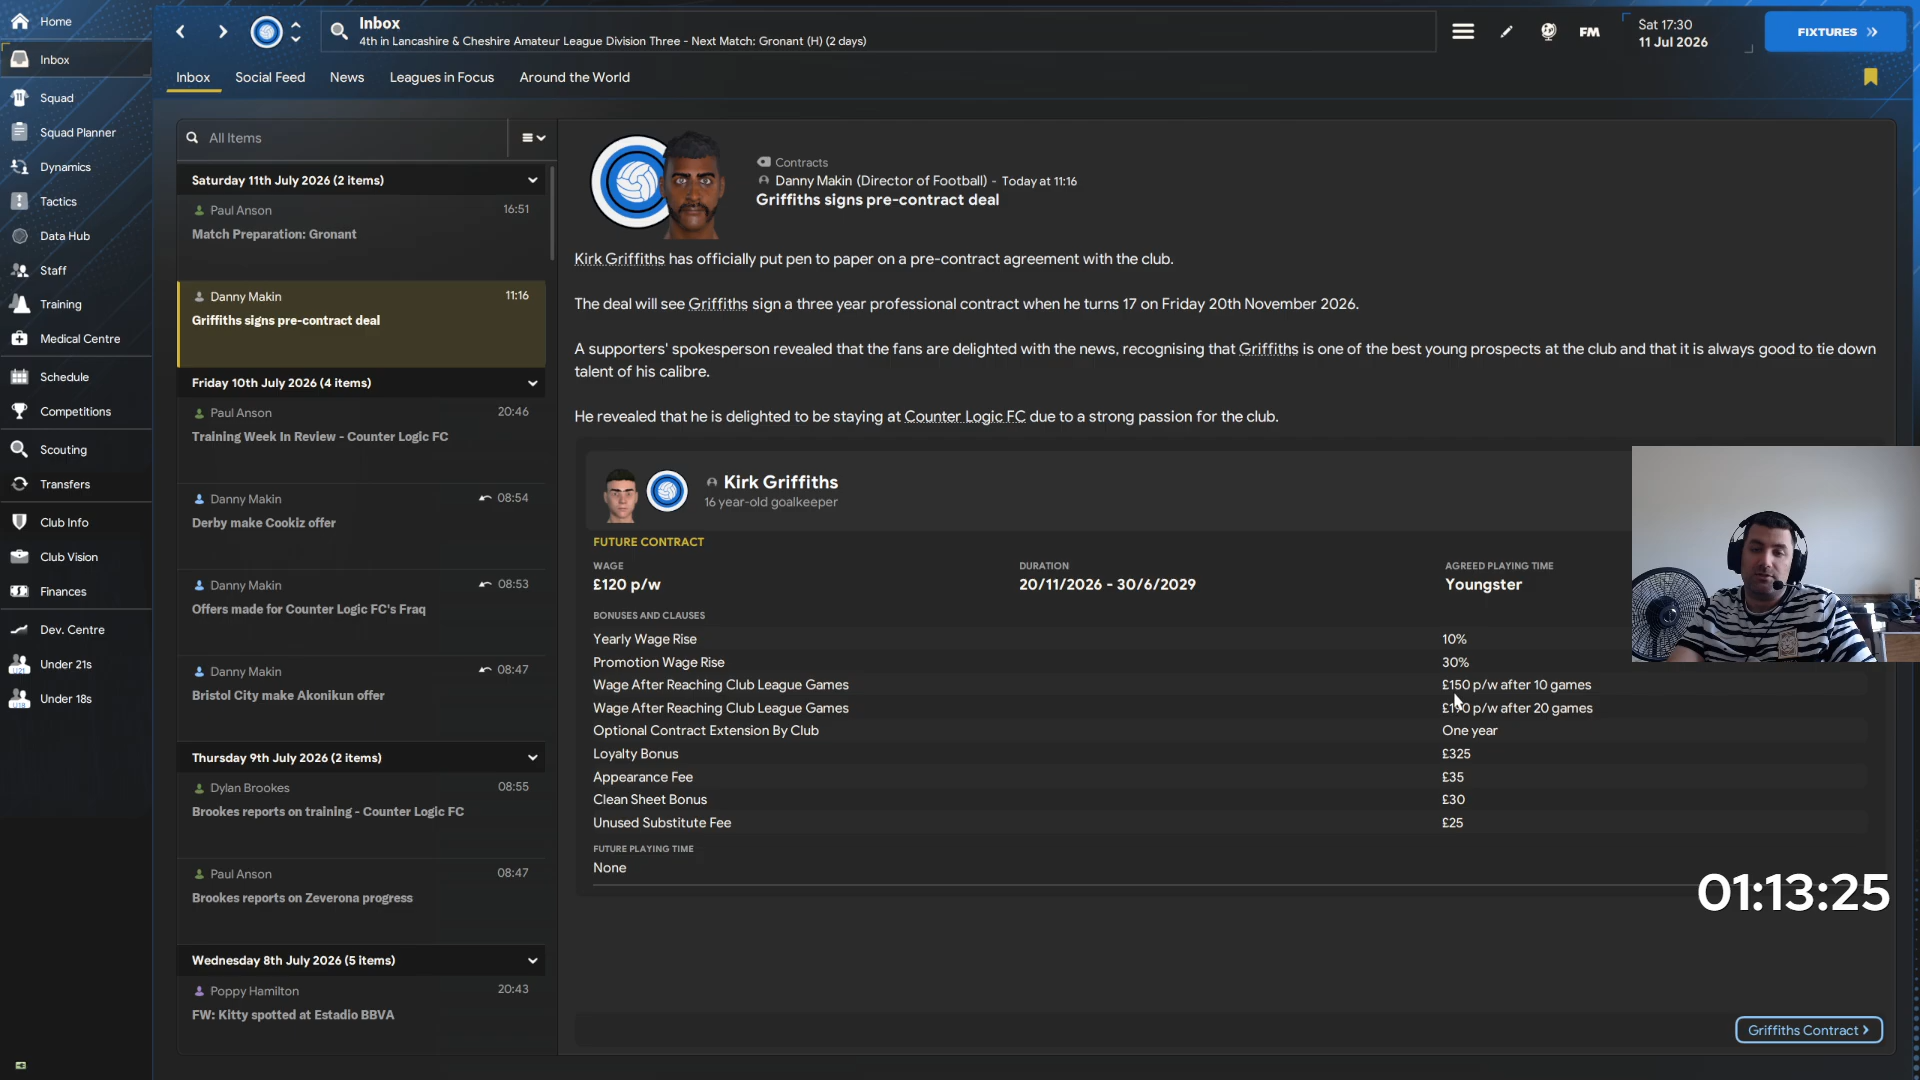 Home
Inbox
Squad
Squad Planner
Dynamics
Tactics
Data Hub
Staff
Training
Medical Centre
Schedule
Competitions
Scouting
Transfers
Club Info
Club Vision
Finances
Dev. Centre
Under 21s
Under 18s
Inbox
4th in Lancashire & Cheshire Amateur League Division Three - Next Match: Gronant (H) (2 days)
FM
Sat 17:30
11 Jul 2026
FIXTURES
Inbox Social Feed News Leagues in Focus Around the World
All Items
Saturday 11th July 2026 (2 items)
Paul Anson 16:51
Match Preparation: Gronant
Danny Makin 11:16
Griffiths signs pre-contract deal
Friday 10th July 2026 (4 items)
Paul Anson 20:46
Training Week In Review - Counter Logic FC
Danny Makin 08:54
Derby make Cookiz offer
Danny Makin 08:53
Offers made for Counter Logic FC's Fraq
Danny Makin 08:47
Bristol City make Akonikun offer
Thursday 9th July 2026 (2 items)
Dylan Brookes 08:55
Brookes reports on training - Counter Logic FC
Paul Anson 08:47
Brookes reports on Zeverona progress
Wednesday 8th July 2026 (5 items)
Poppy Hamilton 20:43
FW: Kitty spotted at Estadio BBVA
Contracts
Danny Makin (Director of Football) - Today at 11:16
Griffiths signs pre-contract deal
Kirk Griffiths has officially put pen to paper on a pre-contract agreement with the club.
The deal will see Griffiths sign a three year professional contract when he turns 17 on Friday 20th November 2026.
A supporters' spokesperson revealed that the fans are delighted with the news, recognising that Griffiths is one of the best young prospects at the club and that it is always good to tie down
talent of his calibre.
He revealed that he is delighted to be staying at Counter Logic FC due to a strong passion for the club.
Kirk Griffiths
16 year-old goalkeeper
FUTURE CONTRACT
WAGE DURATION AGREED PLAYING TIME
£120 p/w 20/11/2026 - 30/6/2029 Youngster
BONUSES AND CLAUSES
Yearly Wage Rise 10%
Promotion Wage Rise 30%
Wage After Reaching Club League Games £150 p/w after 10 games
Wage After Reaching Club League Games p/w after 20 games
Optional Contract Extension By Club One year
Loyalty Bonus £325
Appearance Fee £35
Clean Sheet Bonus £30
Unused Substitute Fee £25
FUTURE PLAYING TIME
None
01:13:25
Griffiths Contract